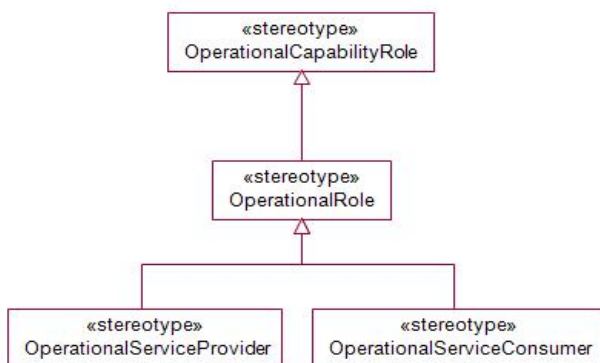 «stereotype»
OperationalCapabilityRole
«stereotype»
OperationalRole
«stereotype»
OperationalServiceProvider
«stereotype»
OperationalServiceConsumer